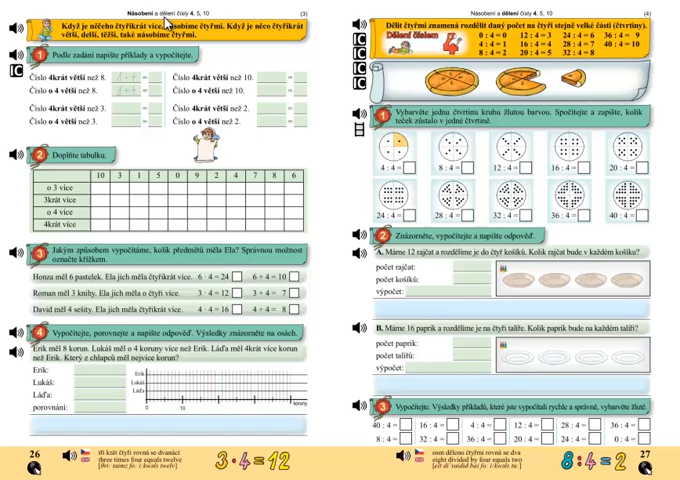 Násobení a dělení čísly 4, 5, 10
(3)
Když je něčeho čtyřikrát více, násobíme čtyřmi. Když je něco čtyřikrát
větší, delší, těžší, také násobíme čtyřmi.
1 Podle zadání napište příklady a vypočítejte.
Číslo 4krát větší než 8. =
Číslo 4krát větší než 10. =
Číslo o 4 větší než 8. =
Číslo o 4 větší než 10. =
Číslo 4krát větší než 3. =
Číslo 4krát větší než 2. =
Číslo o 4 větší než 3. =
Číslo o 4 větší než 2. =
2 Doplňte tabulku.
10 3 1 5 0 9 2 4 7 8 6
o 3 více
3krát více
o 4 více
4krát více
3 Jakým způsobem vypočítáme, kolik předmětů měla Ela? Správnou možnost
označte křížkem.
Honza měl 6 pastelek. Ela jich měla čtyřikrát více. 6 · 4 = 24 6 + 4 = 10
Roman měl 3 knihy. Ela jich měla o čtyři více. 3 · 4 = 12 3 + 4 = 7
David měl 4 sešity. Ela jich měla čtyřikrát více. 4 · 4 = 16 4 + 4 = 8
4 Vypočítejte, porovnejte a napište odpověď. Výsledky znázorněte na osách.
Erik měl 8 korun. Lukáš měl o 4 koruny více než Erik. Láďa měl 4krát více korun
než Erik. Který z chlapců měl nejvíce korun?
Erik:
Lukáš:
Láďa:
porovnání:
Erik
Lukáš
Láďa
0 10 koruny
26
tři krát čtyři rovná se dvanáct
three times four equals twelve
3 · 4 = 12
Násobení a dělení čísly 4, 5, 10
(4)
Dělit čtyřmi znamená rozdělit daný počet na čtyři stejně velké části (čtvrtiny).
Dělení číslem 4
0 : 4 = 0 12 : 4 = 3 24 : 4 = 6 36 : 4 = 9
4 : 4 = 1 16 : 4 = 4 28 : 4 = 7 40 : 4 = 10
8 : 4 = 2 20 : 4 = 5 32 : 4 = 8
1 Vybarvěte jednu čtvrtinu kruhu žlutou barvou. Spočítejte a zapište, kolik
teček zůstalo v jedné čtvrtině.
4 : 4 = 8 : 4 = 12 : 4 = 16 : 4 = 20 : 4 =
24 : 4 = 28 : 4 = 32 : 4 = 36 : 4 = 40 : 4 =
2 Znázorněte, vypočítejte a napište odpověď.
A. Máme 12 rajčat a rozdělíme je do čtyř košíků. Kolik rajčat bude v každém košíku?
počet rajčat:
počet košíků:
výpočet:
B. Máme 16 paprik a rozdělíme je na čtyři talíře. Kolik paprik bude na každém talíři?
počet paprik:
počet talířů:
výpočet:
3 Vypočítejte. Výsledky příkladů, které jste vypočítali rychle a správně, vybarvěte žlutě.
40 : 4 = 16 : 4 = 4 : 4 = 28 : 4 = 36 : 4 =
8 : 4 = 32 : 4 = 20 : 4 = 24 : 4 = 0 : 4 =
osm děleno čtyřmi rovná se dva
eight divided by four equals two
8 : 4 = 2
27